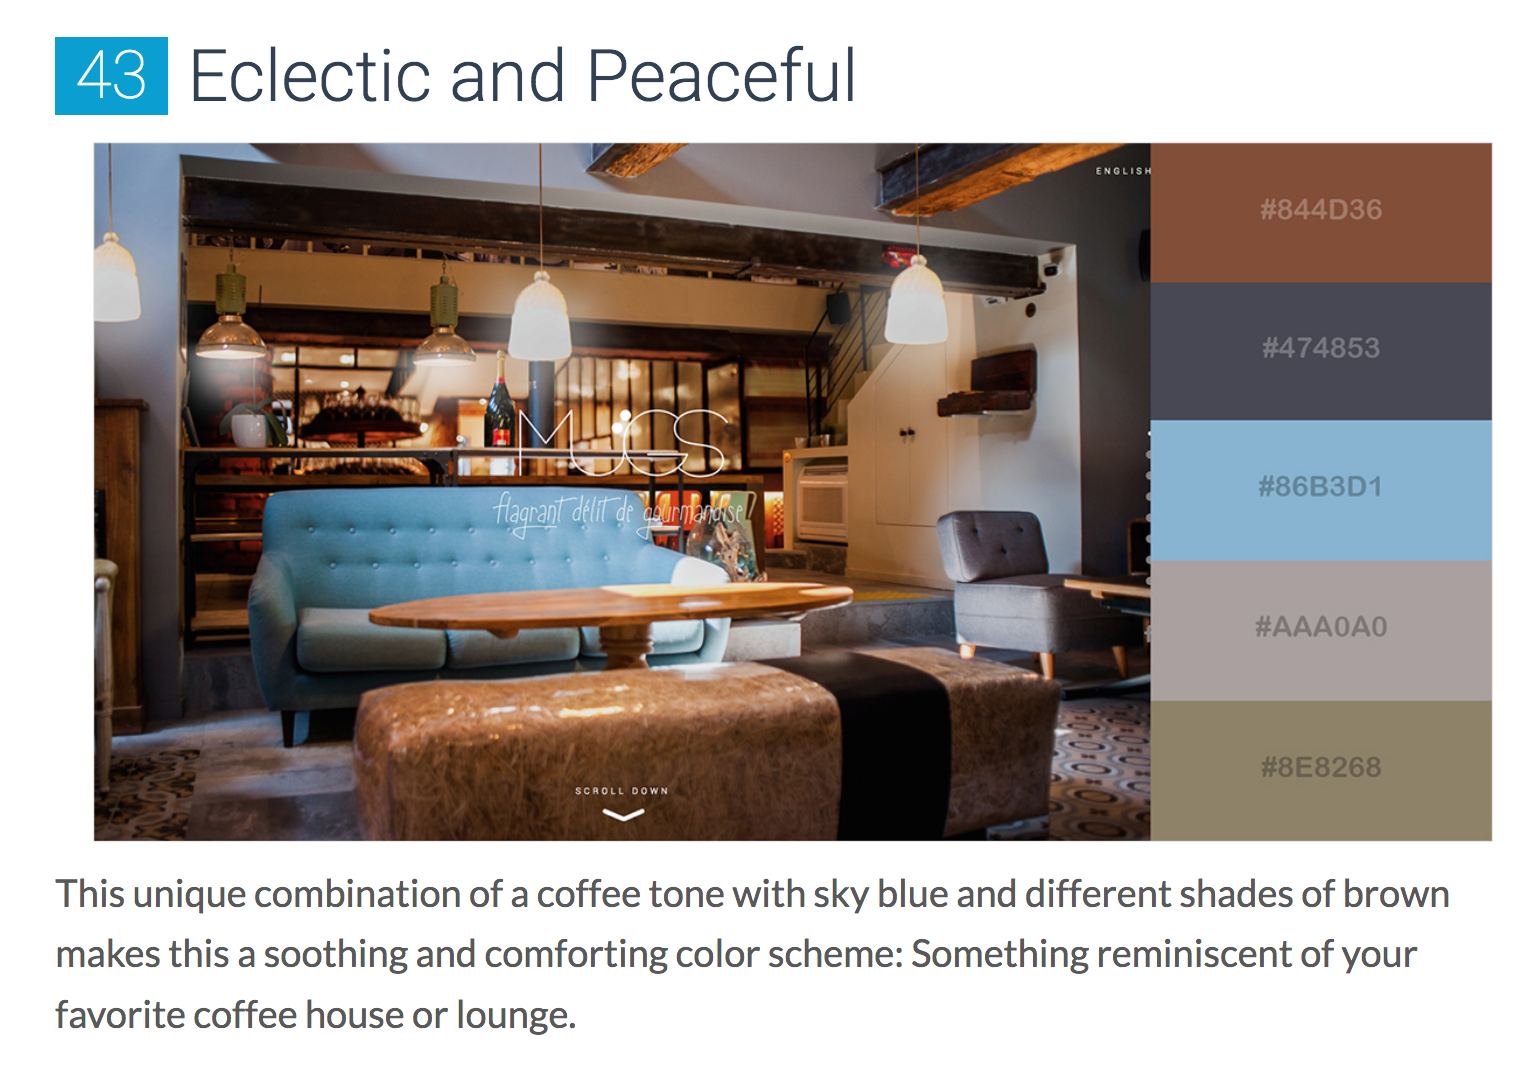 43 Eclectic and Peaceful
ENGLISH
#844D36
#474853
#86B3D1
#AAA0A0
#8E8268
MUGS
flagrant délit de gourmandise!
SCROLL DOWN
This unique combination of a coffee tone with sky blue and different shades of brown
makes this a soothing and comforting color scheme: Something reminiscent of your
favorite coffee house or lounge.